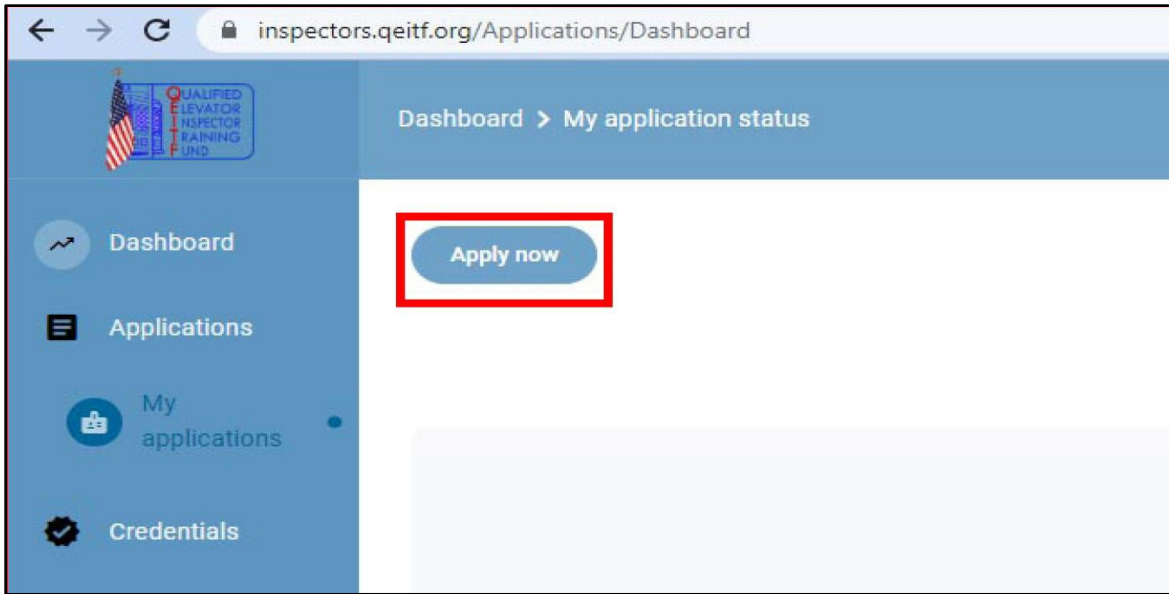 inspectors.qeitf.org/Applications/Dashboard
QUALIFIED
ELEVATOR
INSPECTOR
TRAINING
FUND
Dashboard > My application status
Dashboard
Apply now
Applications
My
applications
Credentials